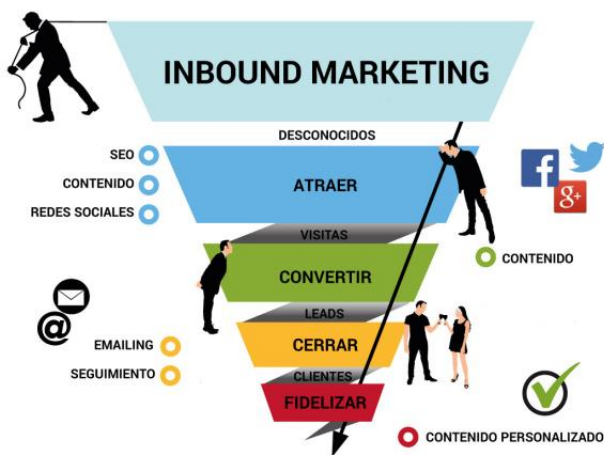 INBOUND MARKETING
DESCONOCIDOS
SEO
CONTENIDO
REDES SOCIALES
ATRAER
f
g+
VISITAS
CONVERTIR
CONTENIDO
LEADS
@
EMAILING
SEGUIMIENTO
CERRAR
CLIENTES
FIDELIZAR
CONTENIDO PERSONALIZADO